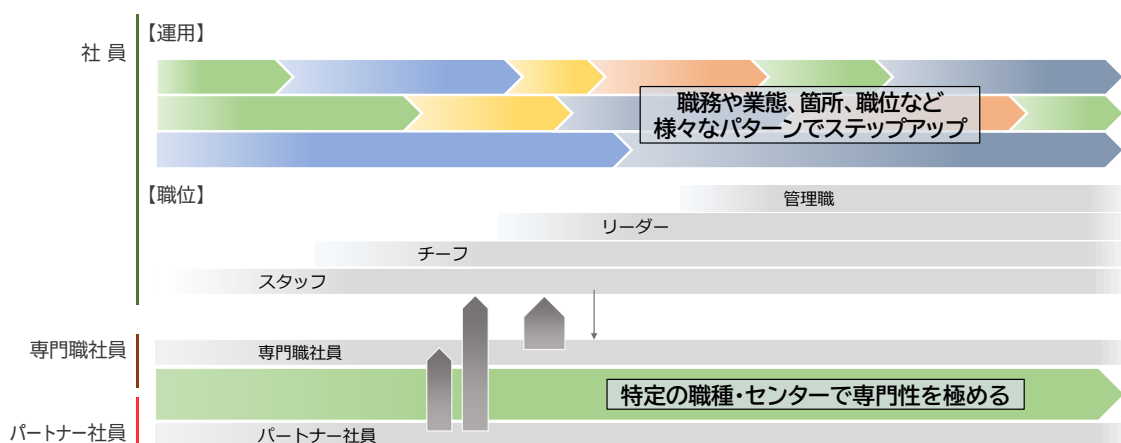 社 員
【運用】
職務や業態、箇所、職位など
様々なパターンでステップアップ
【職位】
管理職
リーダー
チーフ
スタッフ
専門職社員
専門職社員
特定の職種・センターで専門性を極める
パートナー社員
パートナー社員